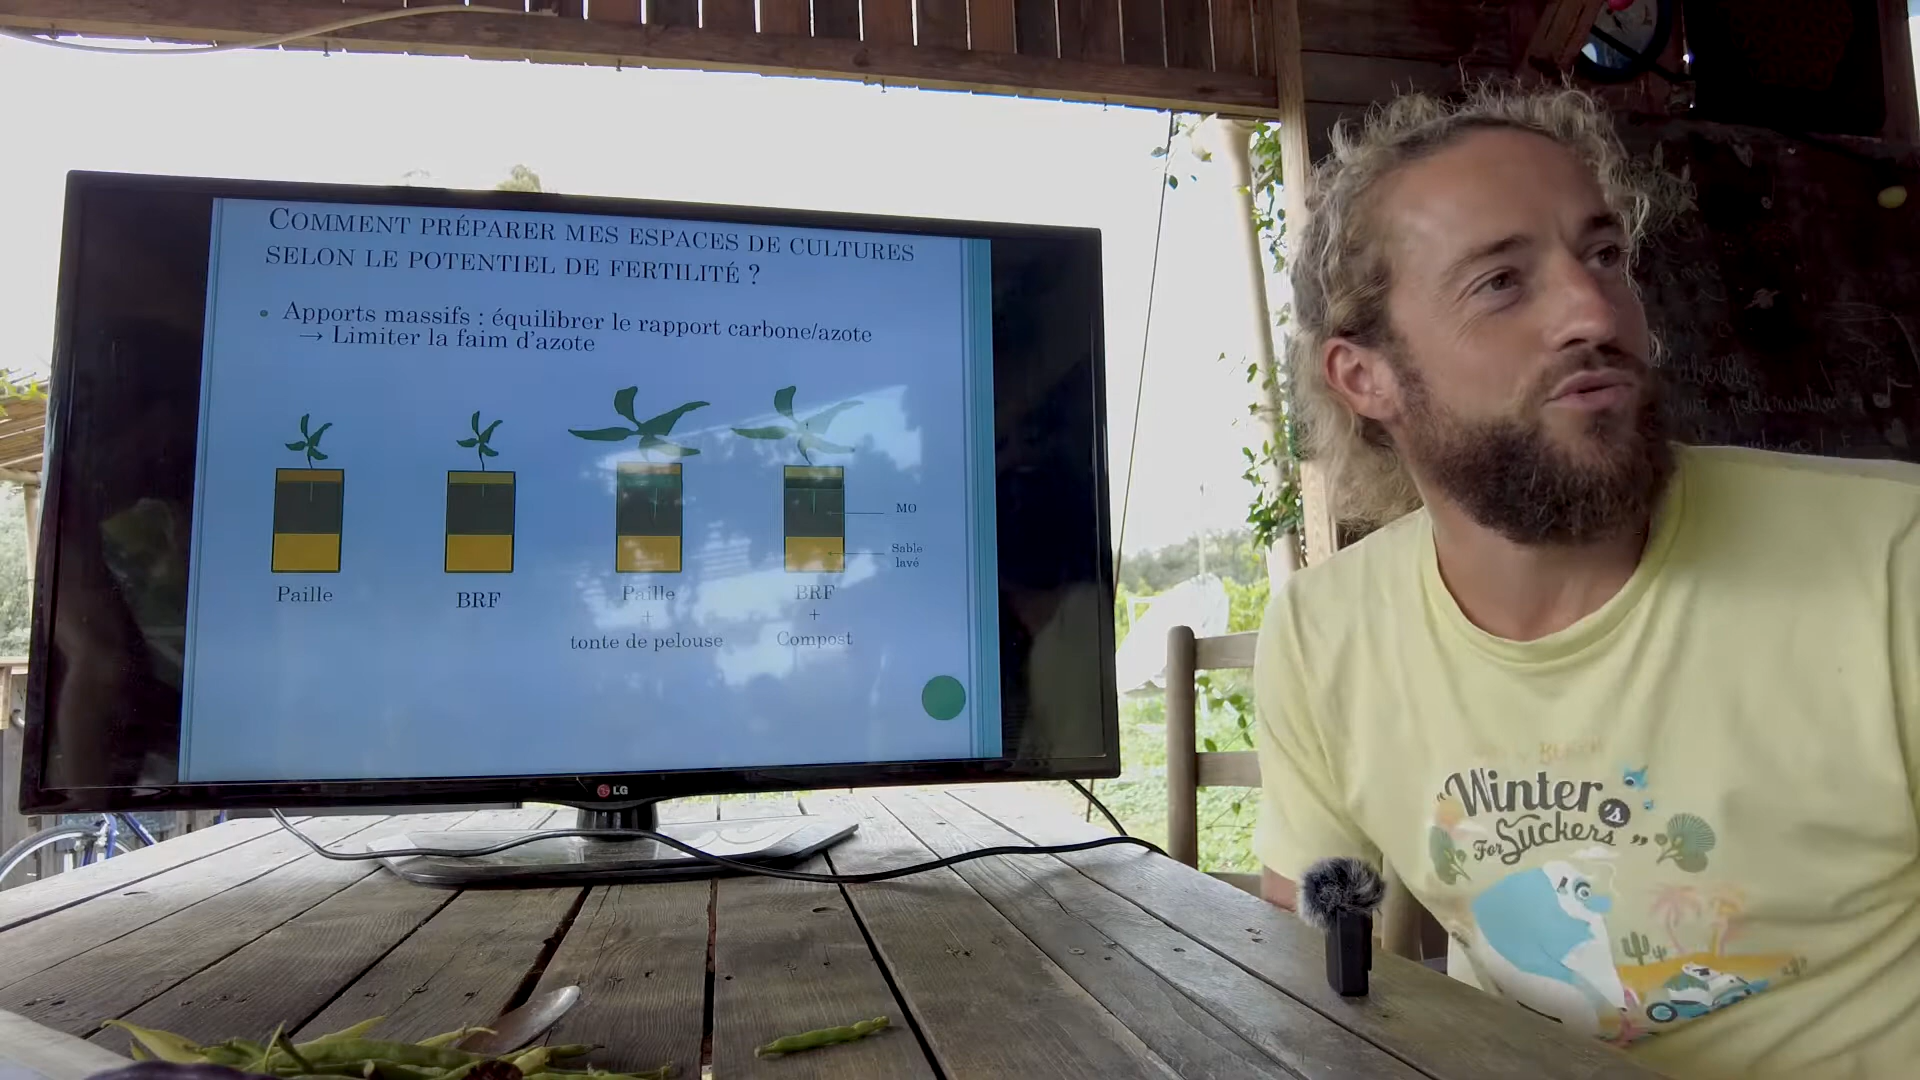 COMMENT PRÉPARER MES ESPACES DE CULTURES
SELON LE POTENTIEL DE FERTILITÉ ?
• Apports massifs : équilibrer le rapport carbone/azote
→ Limiter la faim d'azote
MO
Sable
lavé
Paille
BRF
Paille
+
tonte de pelouse
BRF
+
Compost
LG
"Winter is
For Suckers"